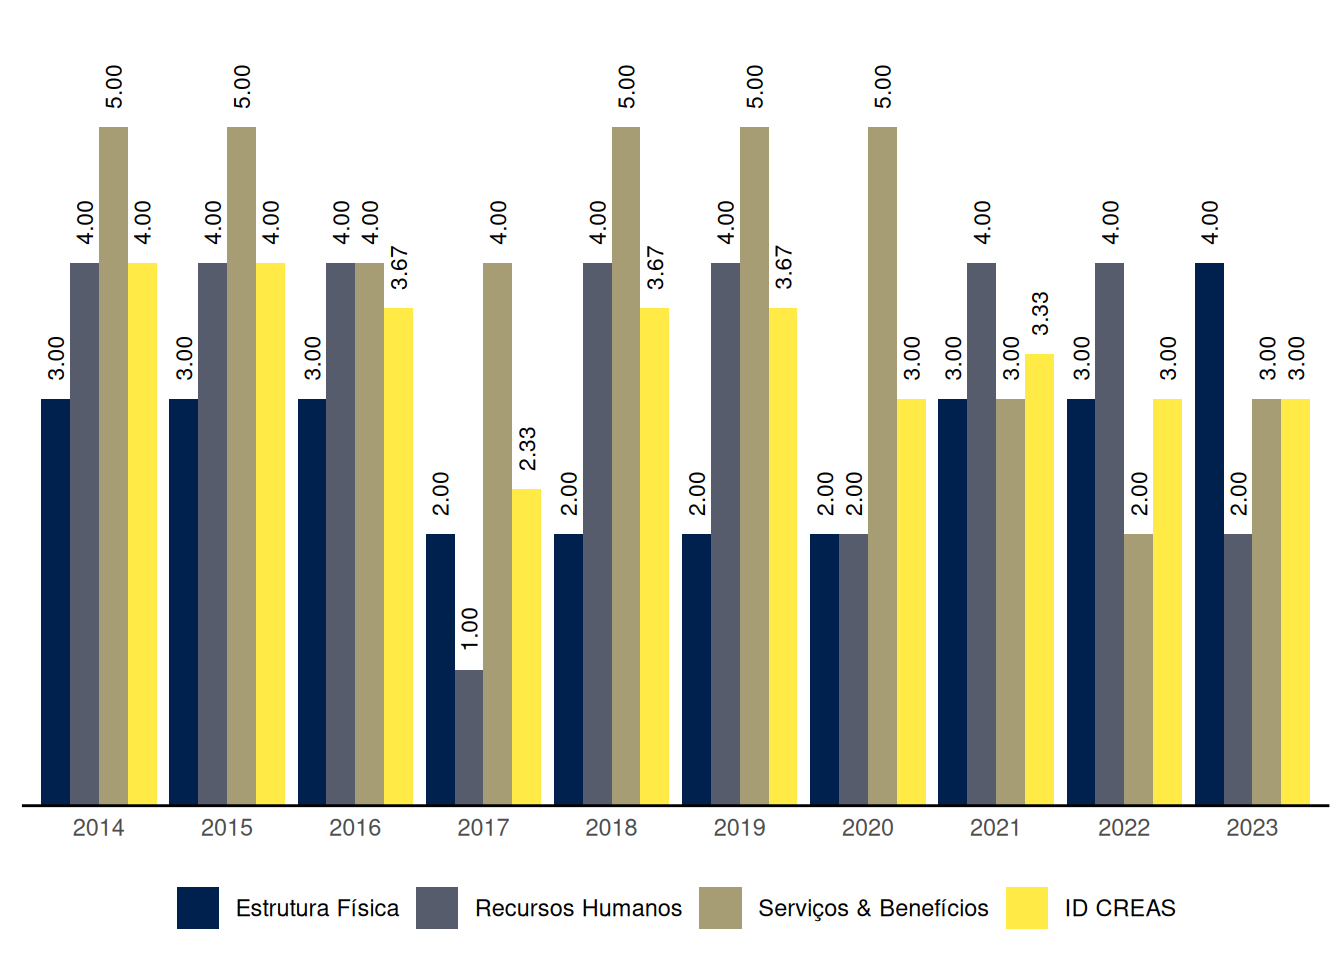 5.00 5.00 5.00 5.00 5.00
4.00 4.00 4.00 4.00 4.00 4.00 4.00 4.00 4.00 4.00 4.00 4.00
3.67 3.67 3.67
3.33
3.00 3.00 3.00 3.00 3.00 3.00 3.00 3.00 3.00 3.00
2.33
2.00 2.00 2.00 2.00 2.00 2.00 2.00
1.00
2014 2015 2016 2017 2018 2019 2020 2021 2022 2023
Estrutura Física Recursos Humanos Serviços & Benefícios ID CREAS